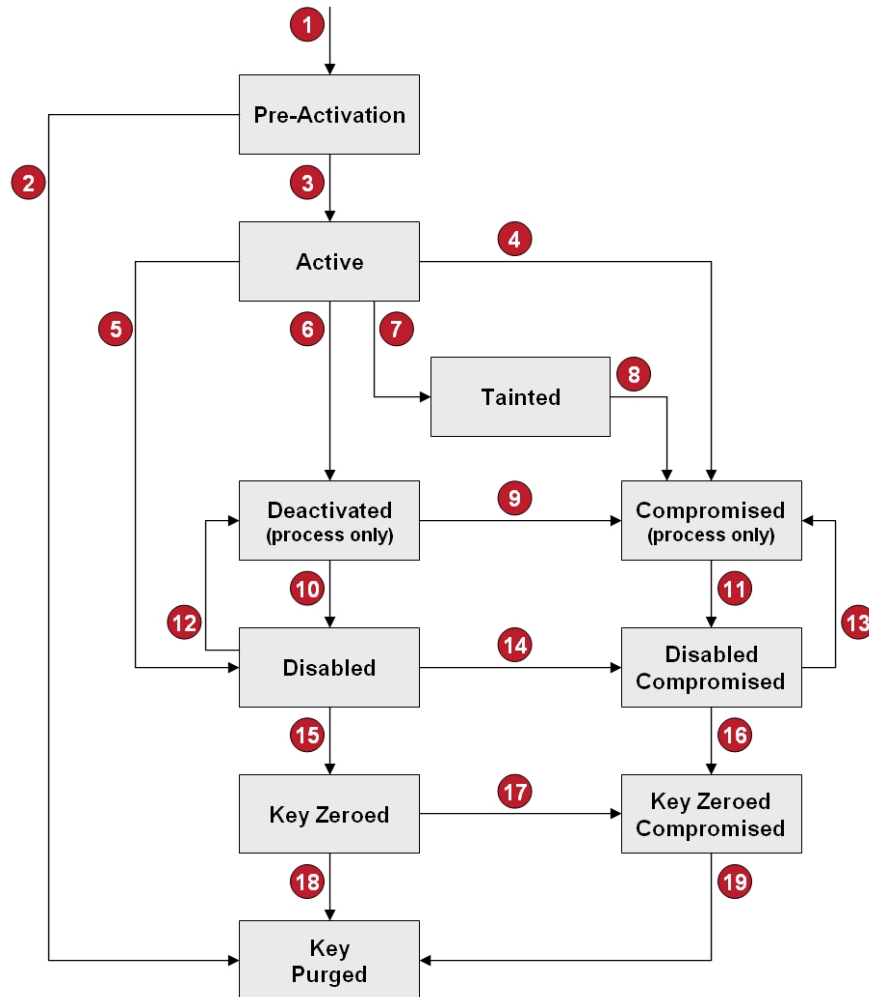 1
Pre-Activation
2
3
Active
4
5
6
7
Tainted
8
Deactivated
(process only)
9
Compromised
(process only)
10
11
12
13
Disabled
14
Disabled
Compromised
15
16
Key Zeroed
17
Key Zeroed
Compromised
18
19
Key
Purged